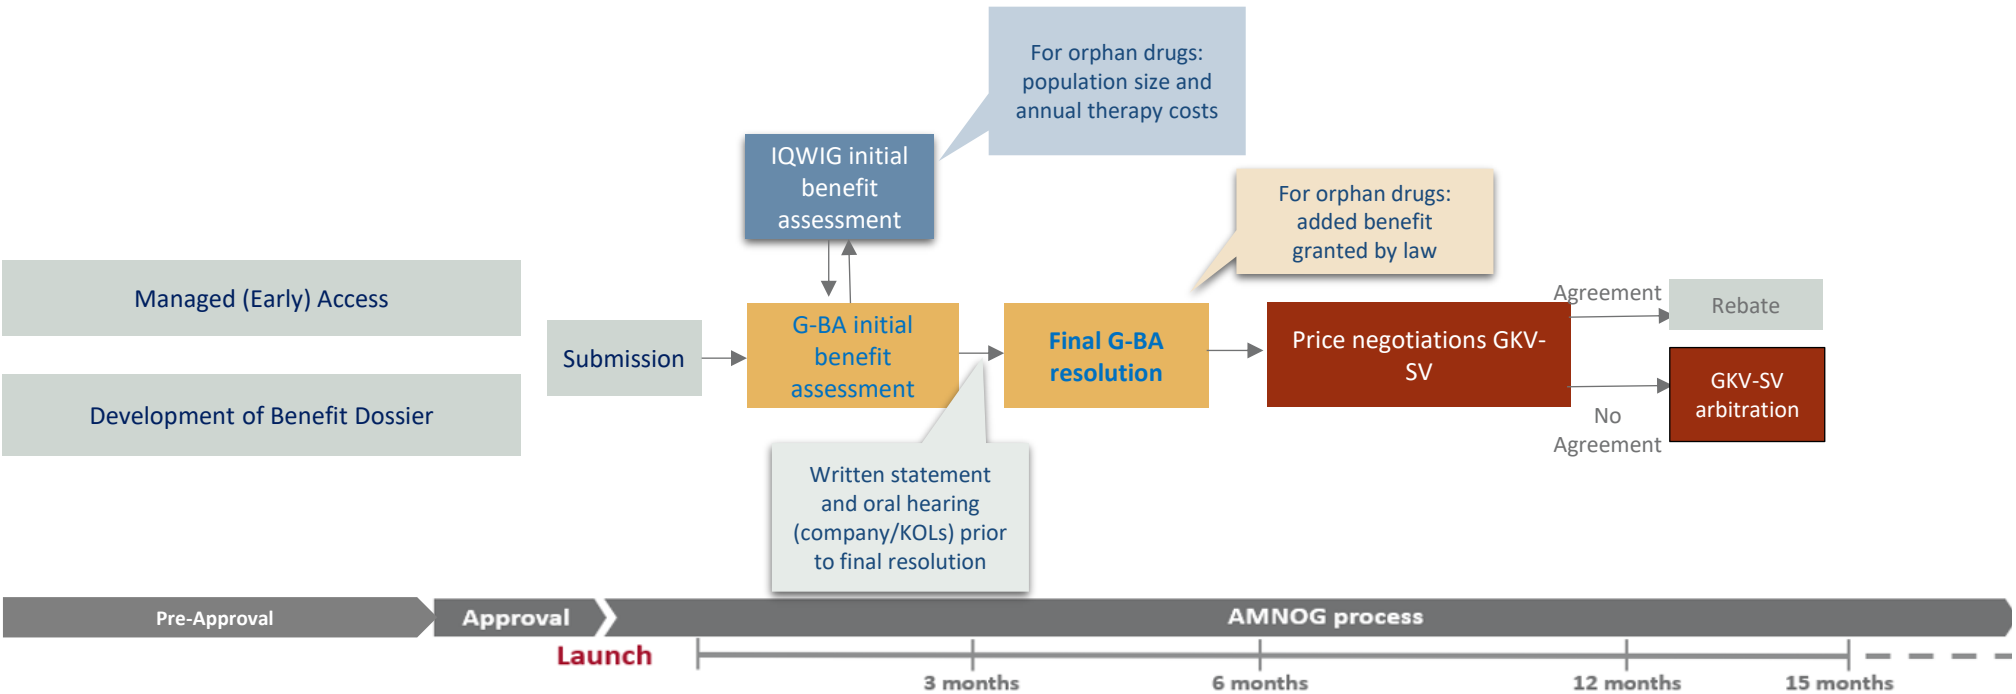 For orphan drugs:
population size and
annual therapy costs
IQWIG initial
benefit
assessment
For orphan drugs:
added benefit
granted by law
Managed (Early) Access
Development of Benefit Dossier
Submission
G-BA initial
benefit
assessment
Final G-BA
resolution
Price negotiations GKV-
SV
Agreement
Rebate
No
Agreement
GKV-SV
arbitration
Written statement
and oral hearing
(company/KOLs) prior
to final resolution
Pre-Approval
Approval
AMNOG process
Launch
3 months
6 months
12 months
15 months